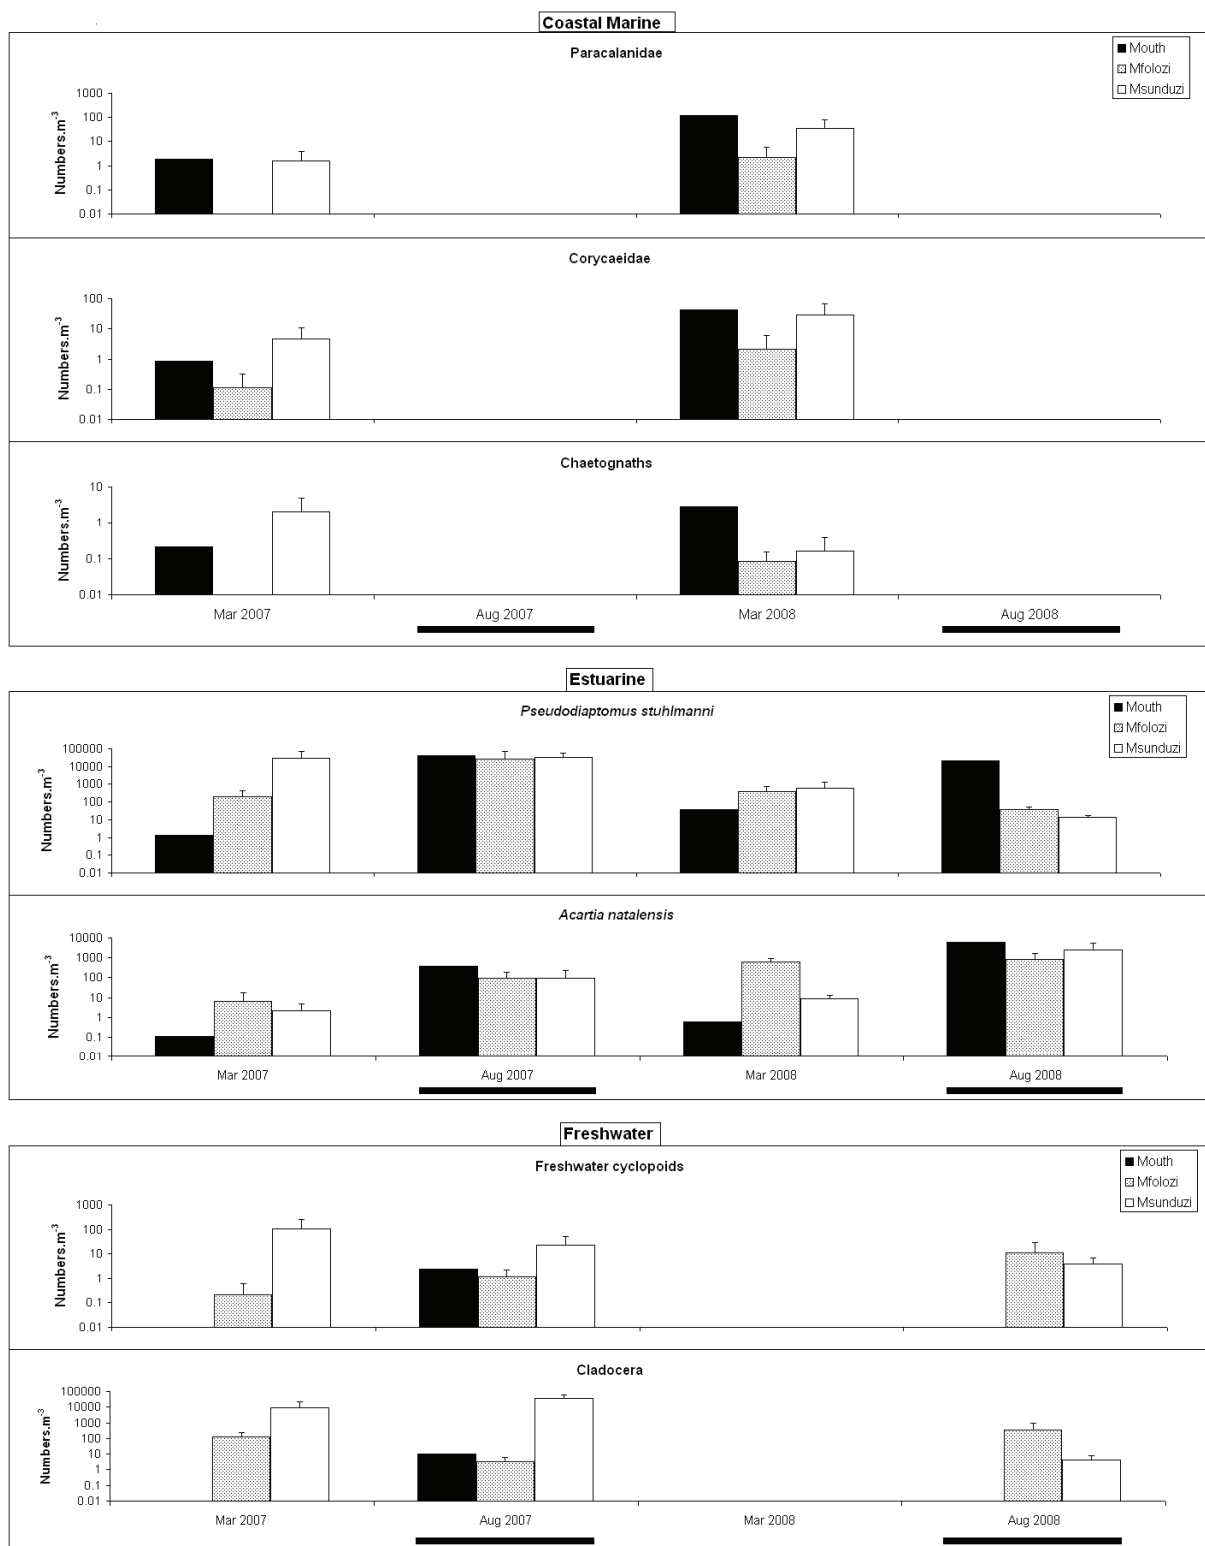 Coastal Marine
Paracalanidae
Mouth
Mfolozi
Msunduzi
Numbers.m⁻³
1000
100
10
1
0.1
0.01
Corycaeidae
Numbers.m⁻³
100
10
1
0.1
0.01
Chaetognaths
Numbers.m⁻³
10
1
0.1
0.01
Mar 2007 Aug 2007 Mar 2008 Aug 2008
Estuarine
Pseudodiaptomus stuhlmanni
Mouth
Mfolozi
Msunduzi
Numbers.m⁻³
100000
10000
1000
100
10
1
0.1
0.01
Acartia natalensis
Numbers.m⁻³
10000
1000
100
10
1
0.1
0.01
Mar 2007 Aug 2007 Mar 2008 Aug 2008
Freshwater
Freshwater cyclopoids
Mouth
Mfolozi
Msunduzi
Numbers.m⁻³
1000
100
10
1
0.1
0.01
Cladocera
Numbers.m⁻³
100000
10000
1000
100
10
1
0.1
0.01
Mar 2007 Aug 2007 Mar 2008 Aug 2008